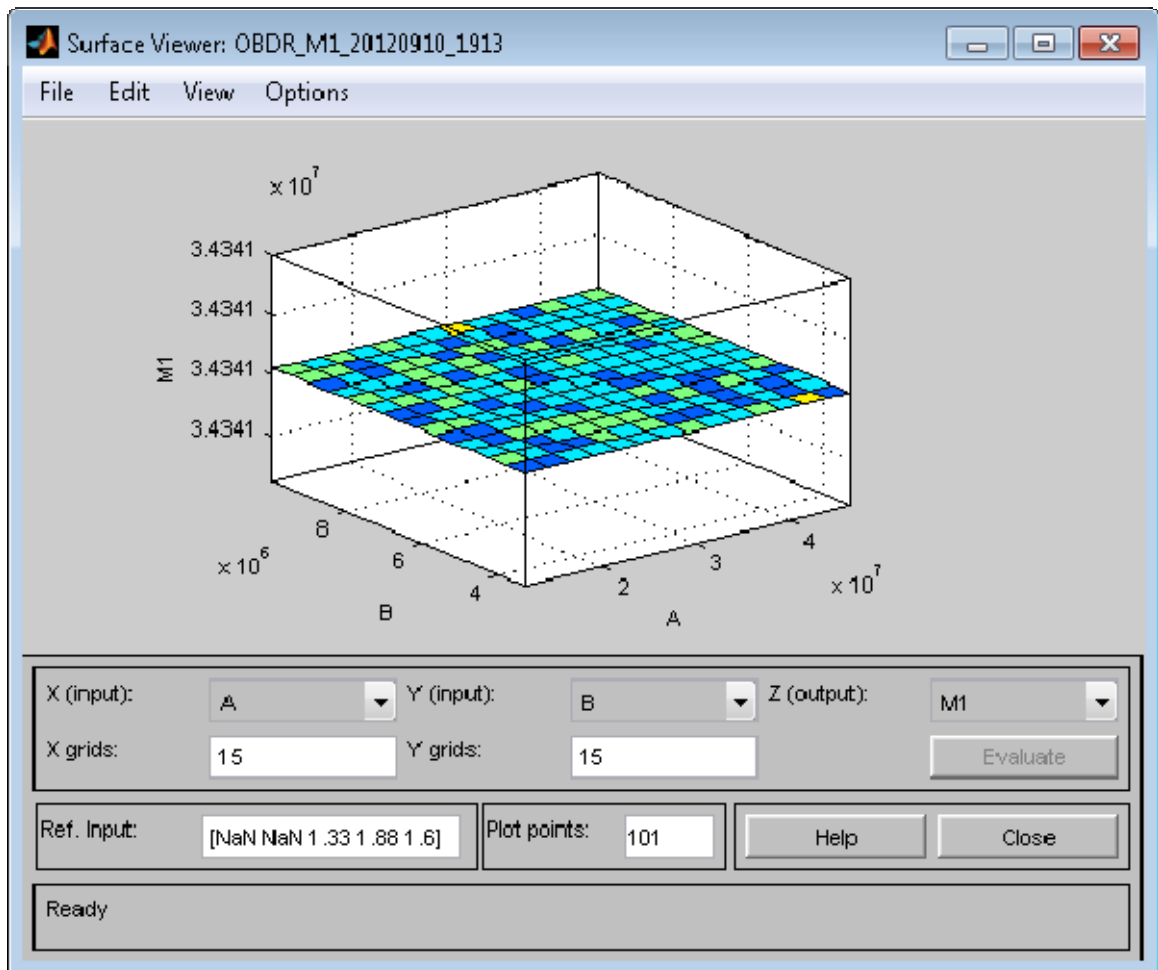 Surface Viewer: OBDR_M1_20120910_1913
File Edit View Options
x 10^7
3.4341
3.4341
3.4341
3.4341
M1
8
6
4
x 10^6
B
2
3
4
x 10^7
A
X (input): A Y (input): B Z (output): M1
X grids: 15 Y grids: 15 Evaluate
Ref. Input: [NaN NaN 1.33 1.88 1.6] Plot points: 101 Help Close
Ready